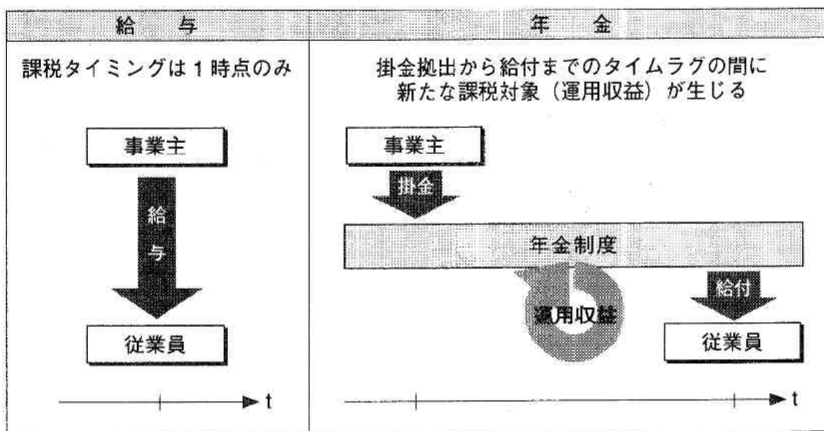 給与
年金
課税タイミングは1時点のみ
掛金拠出から給付までのタイムラグの間に
新たな課税対象（運用収益）が生じる
事業主
給与
従業員
t
事業主
掛金
年金制度
運用収益
給付
従業員
t